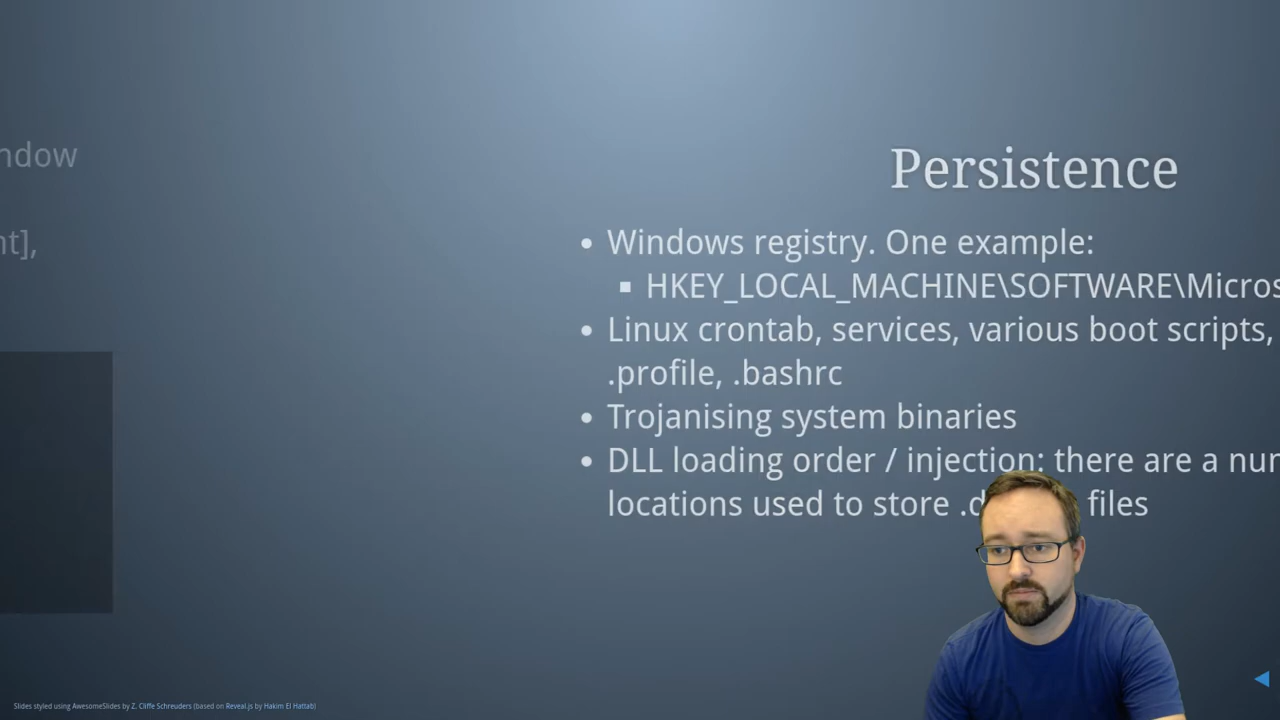 ndow
nt],
Persistence
Windows registry. One example:
HKEY_LOCAL_MACHINE\SOFTWARE\Micros
Linux crontab, services, various boot scripts,
.profile, .bashrc
Trojanising system binaries
DLL loading order / injection: there are a nur
locations used to store .d files
Slides styled using AwesomeSlides by Z. Cliffe Schreuders (based on Reveal.js by Hakim El Hattab)